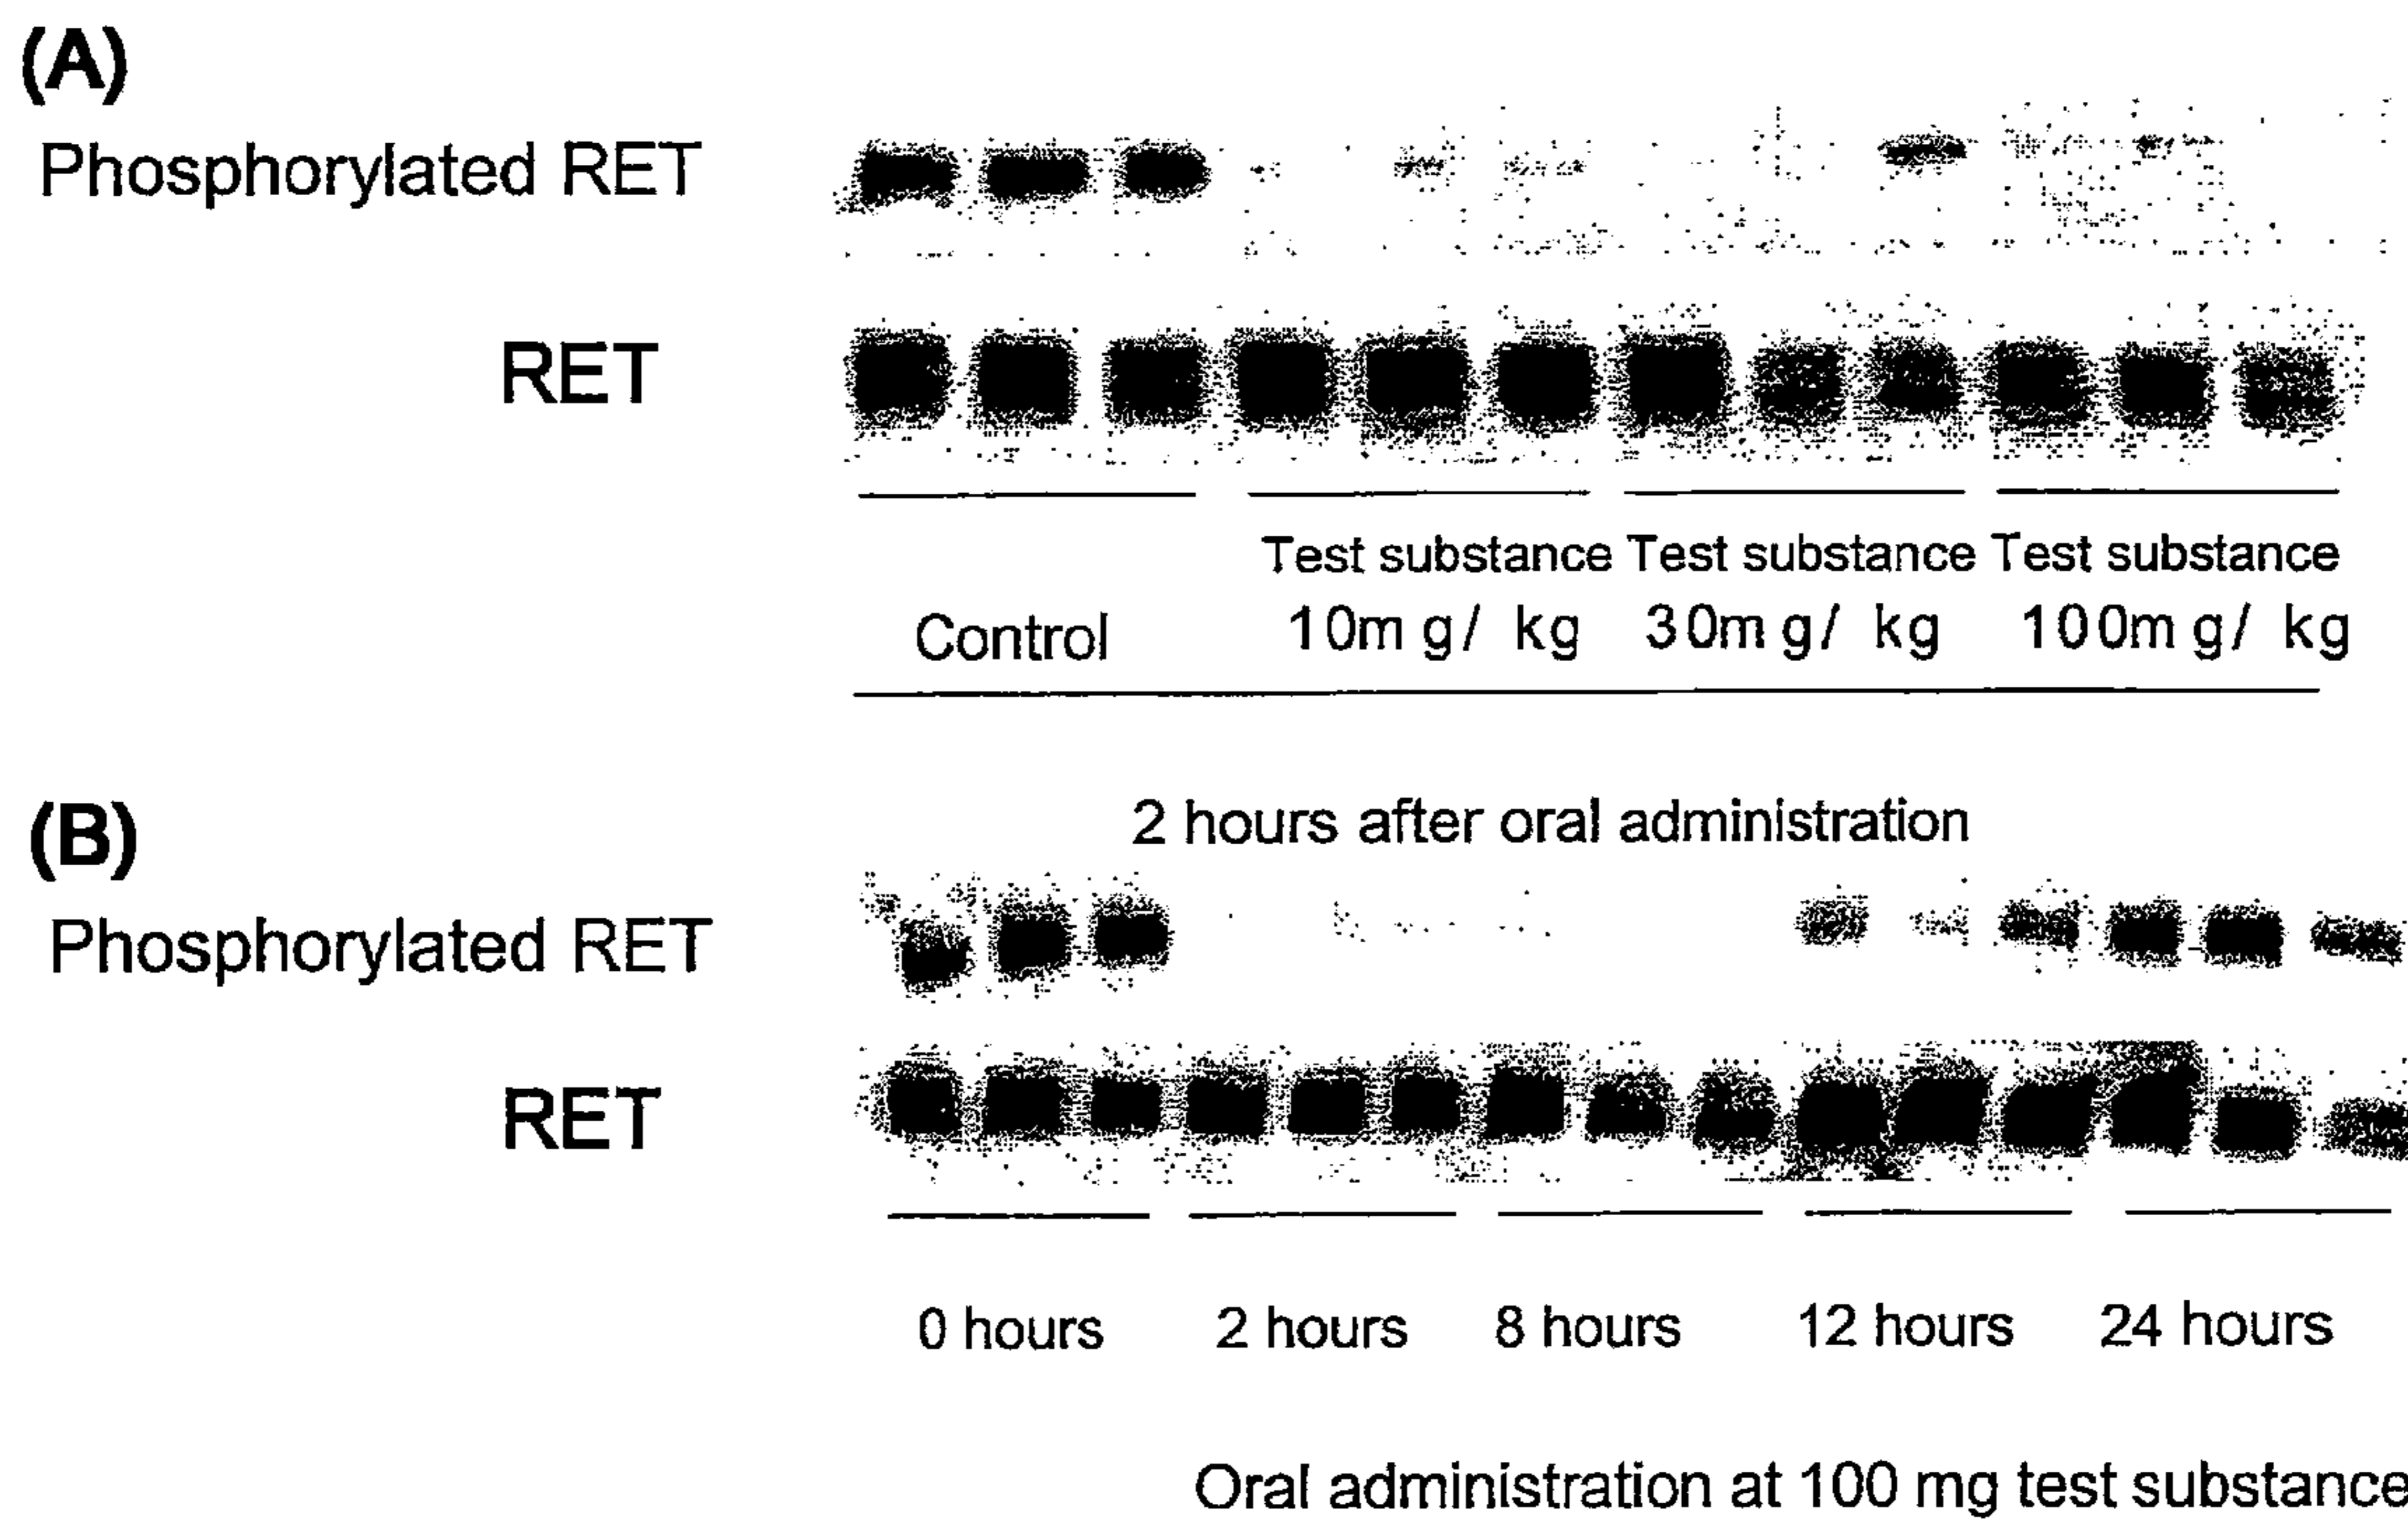 (A)
Phosphorylated RET
RET
Test substance Test substance Test substance
Control 10mg/ kg 30mg/ kg 100mg/ kg
2 hours after oral administration
(B)
Phosphorylated RET
RET
0 hours 2 hours 8 hours 12 hours 24 hours
Oral administration at 100 mg test substance